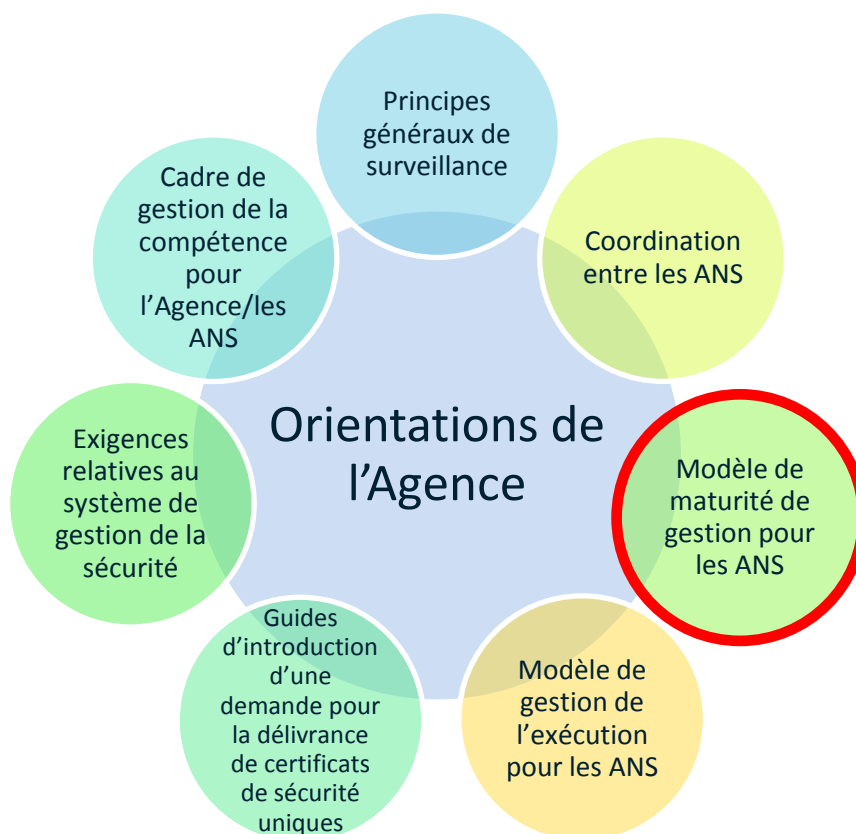 Principes
généraux de
surveillance
Coordination
entre les ANS
Modèle de
maturité de
gestion pour
les ANS
Modèle de
gestion de
l'exécution
pour les ANS
Guides
d'introduction
d'une
demande pour
la délivrance
de certificats
de sécurité
uniques
Exigences
relatives au
système de
gestion de la
sécurité
Cadre de
gestion de la
compétence
pour
l'Agence/les
ANS
Orientations de
l'Agence